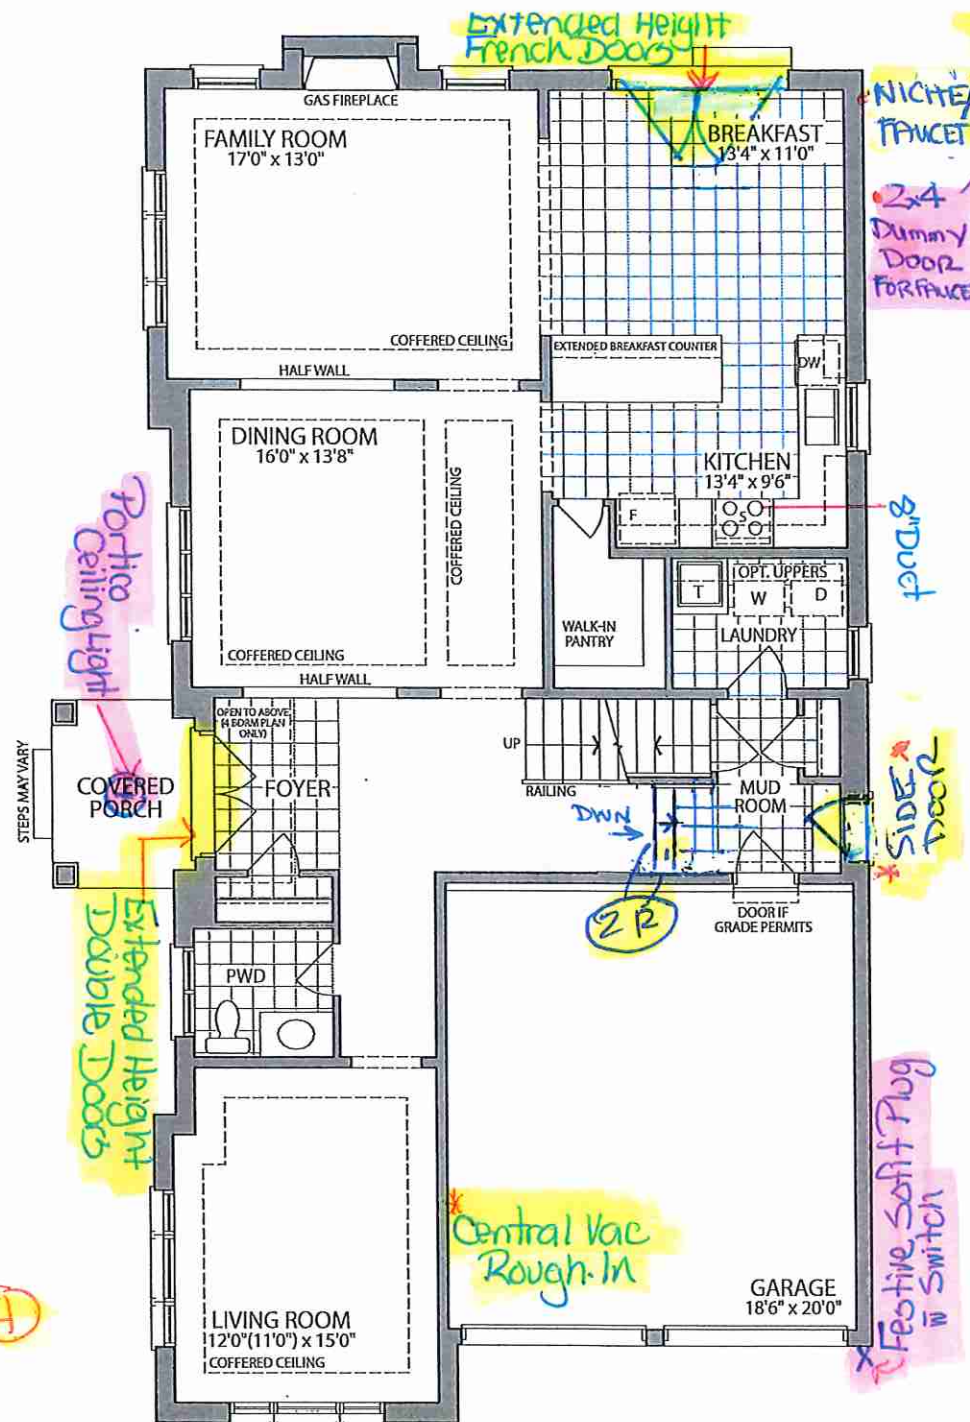 Extended Height
French Doors
NICHE/
FAUCET
2x4
Dummy
DOOR
FOR FAUCE
GAS FIREPLACE
FAMILY ROOM
17'0" x 13'0"
COFFERED CEILING
BREAKFAST
13'4" x 11'0"
EXTENDED BREAKFAST COUNTER
DW
HALF WALL
DINING ROOM
16'0" x 13'8"
COFFERED CEILING
COFFERED CEILING
HALF WALL
KITCHEN
13'4" x 9'6"
F
S
8" Duct
WALK-IN
PANTRY
T
OPT. UPPERS
W
D
LAUNDRY
Portico
Ceiling Light
STEPS MAY VARY
COVERED
PORCH
OPEN TO ABOVE
(4 BDRM PLAN
ONLY)
FOYER
UP
RAILING
DWN
2 R
MUD
ROOM
SIDE
DOOR
DOOR IF
GRADE PERMITS
Extended Height
Double Doors
PWD
Central Vac
Rough-In
LIVING ROOM
12'0"(11'0") x 15'0"
COFFERED CEILING
GARAGE
18'6" x 20'0"
Festive Soffit Plug
w Switch
X